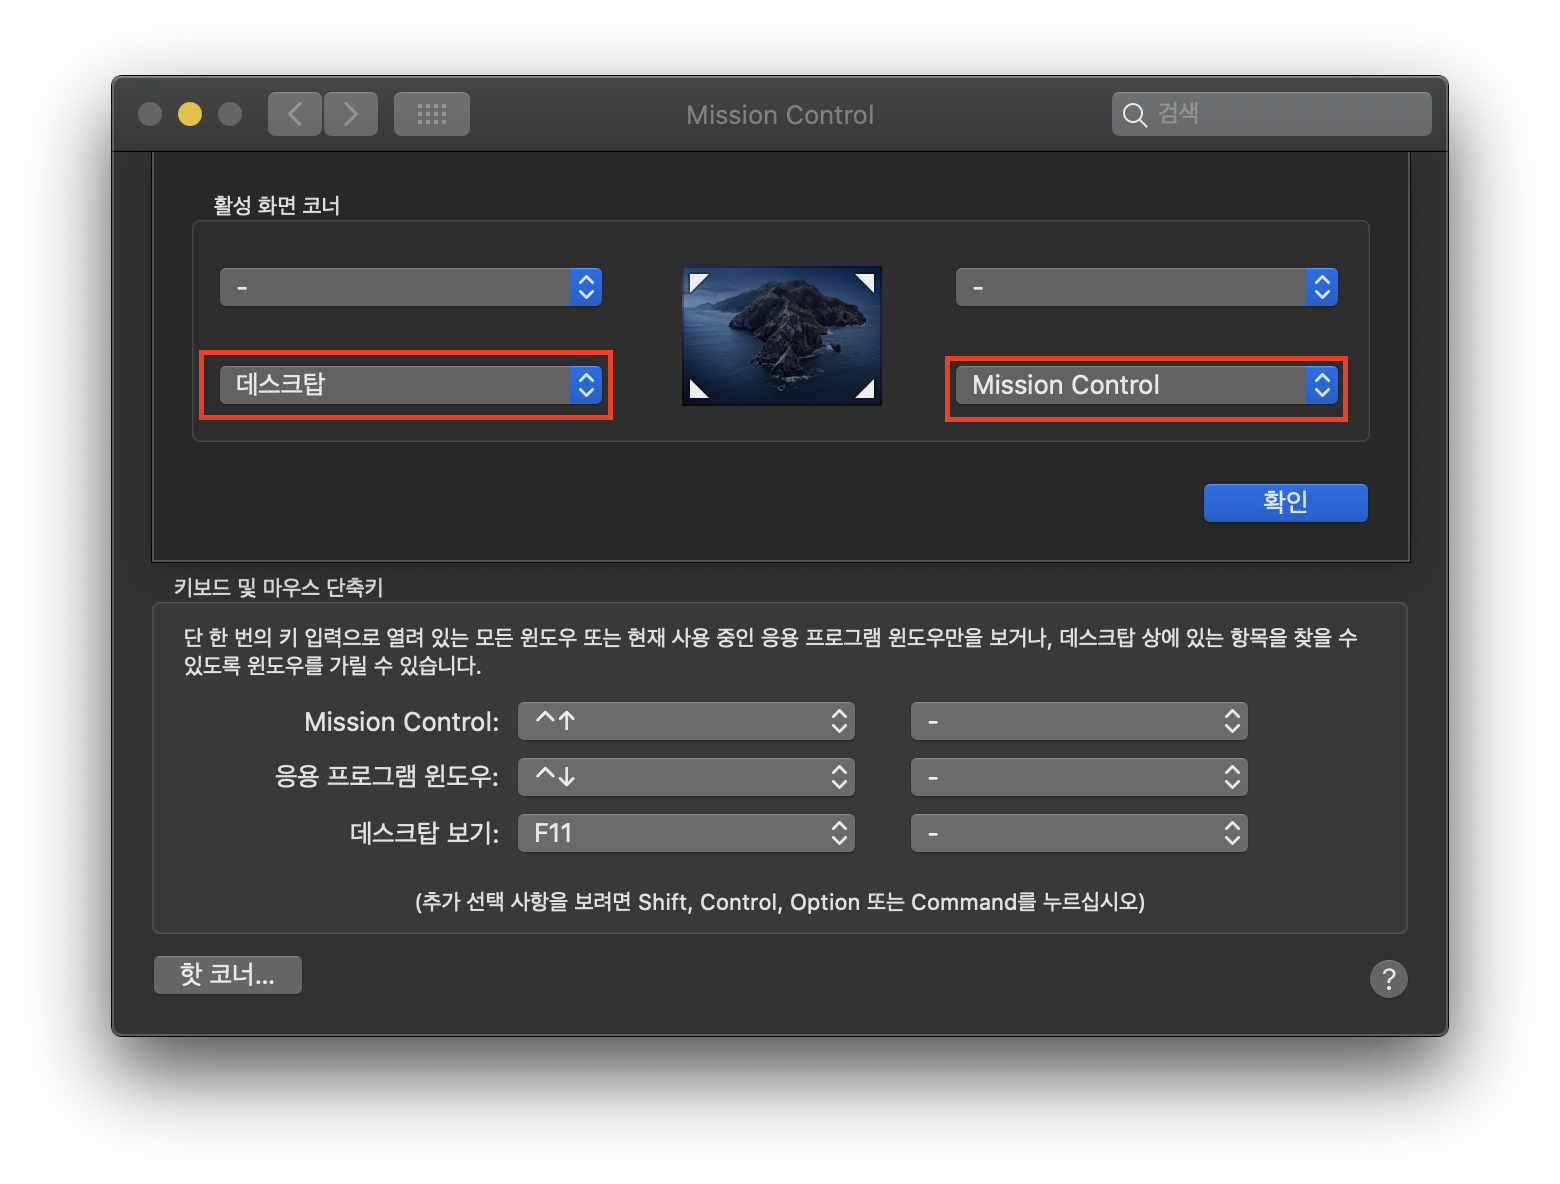 Mission Control
검색
활성 화면 코너
-
-
데스크탑
Mission Control
확인
키보드 및 마우스 단축키
단 한 번의 키 입력으로 열려 있는 모든 윈도우 또는 현재 사용 중인 응용 프로그램 윈도우만을 보거나, 데스크탑 상에 있는 항목을 찾을 수
있도록 윈도우를 가릴 수 있습니다.
Mission Control: ^↑ -
응용 프로그램 윈도우: ^↓ -
데스크탑 보기: F11 -
(추가 선택 사항을 보려면 Shift, Control, Option 또는 Command를 누르십시오)
핫 코너...
?